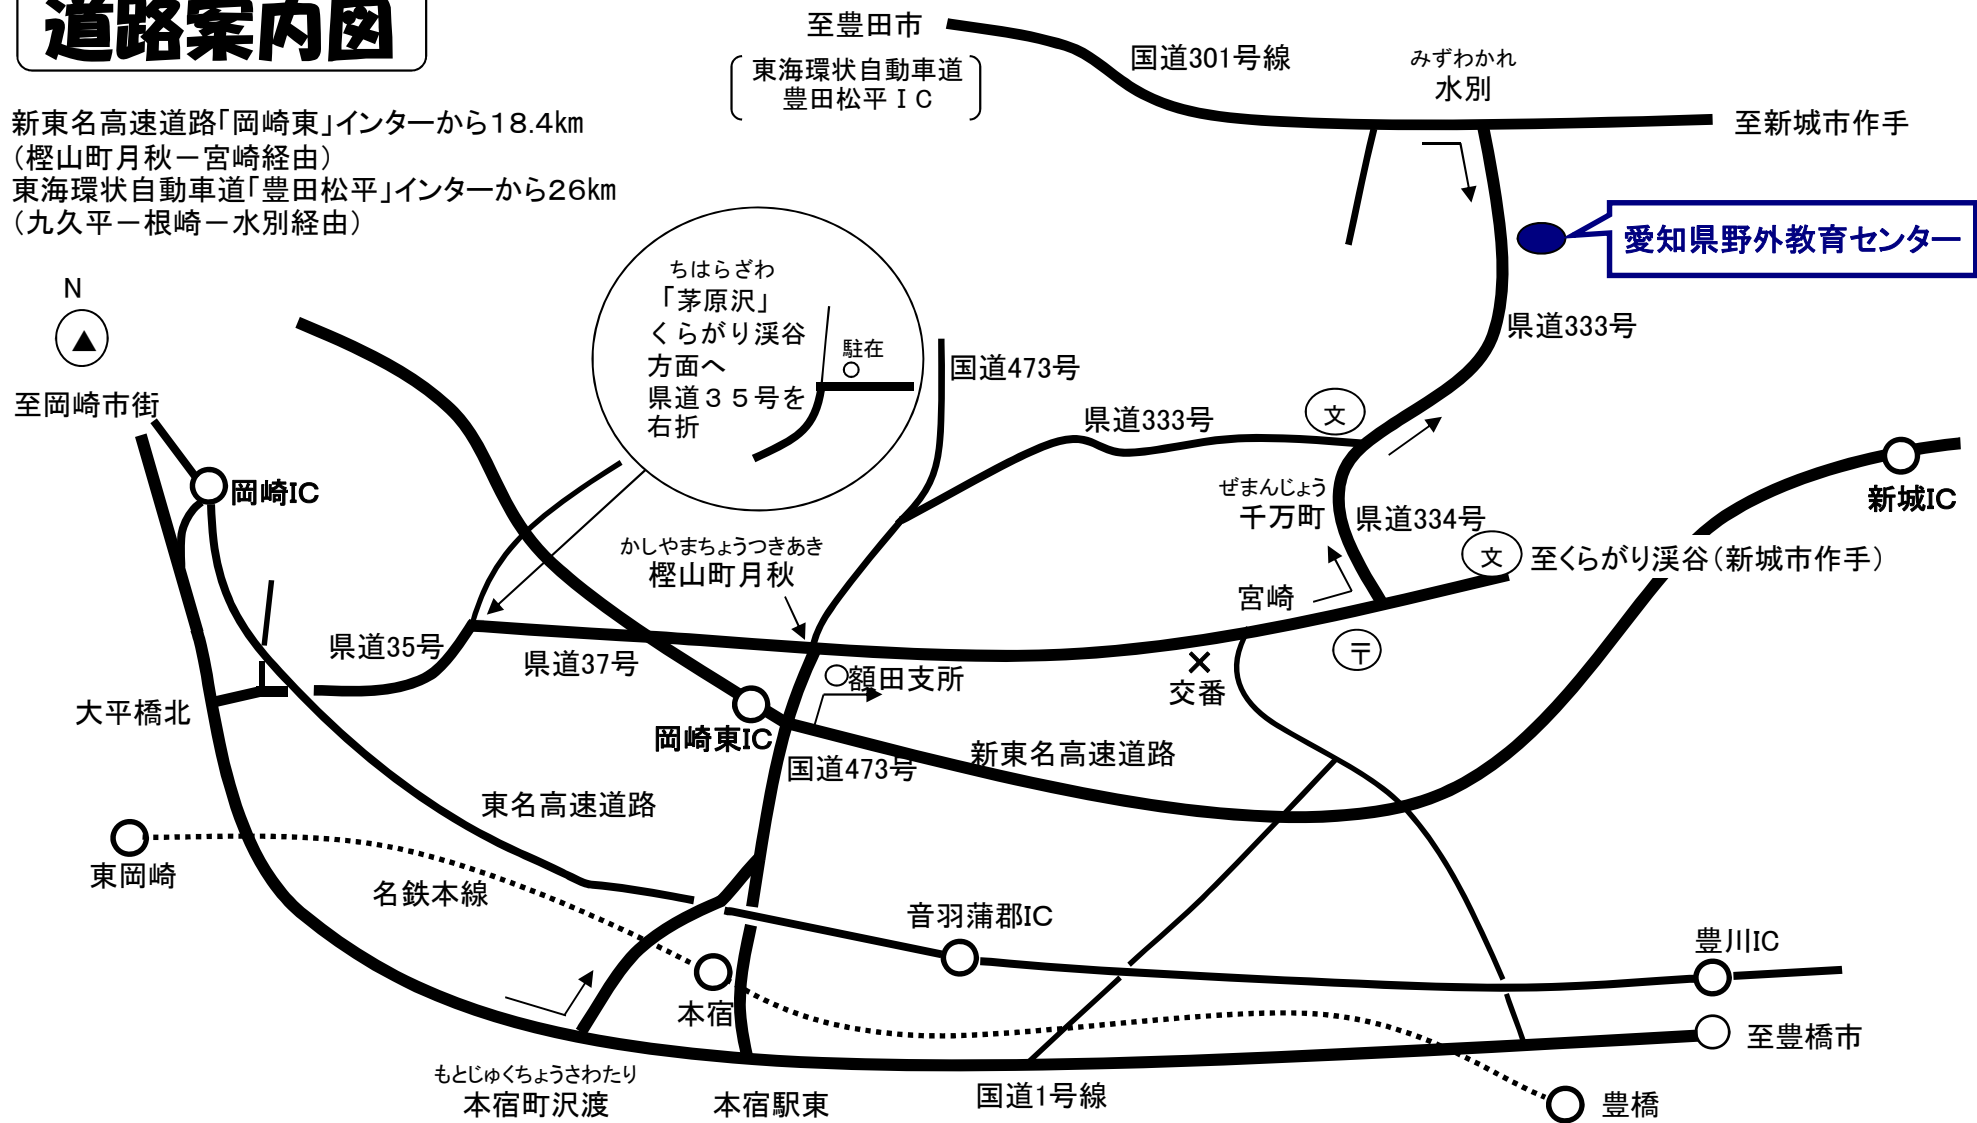 道路案内図
新東名高速道路「岡崎東」インターから18.4km
（樫山町月秋－宮崎経由）
東海環状自動車道「豊田松平」インターから26km
（九久平－根崎－水別経由）
至豊田市
東海環状自動車道
豊田松平ＩＣ
国道301号線
みずわかれ
水別
至新城市作手
愛知県野外教育センター
県道333号
N
至岡崎市街
岡崎IC
ちはらざわ
「茅原沢」
くらがり渓谷
方面へ
県道３５号を
右折
駐在
国道473号
県道333号
文
ぜまんじょう
千万町
県道334号
文
至くらがり渓谷（新城市作手）
新城IC
かしやまちょうつきあき
樫山町月秋
宮崎
〒
県道35号
県道37号
額田支所
交番
大平橋北
岡崎東IC
国道473号
新東名高速道路
東名高速道路
東岡崎
名鉄本線
音羽蒲郡IC
豊川IC
本宿
至豊橋市
もとじゅくちょうさわたり
本宿町沢渡
本宿駅東
国道1号線
豊橋